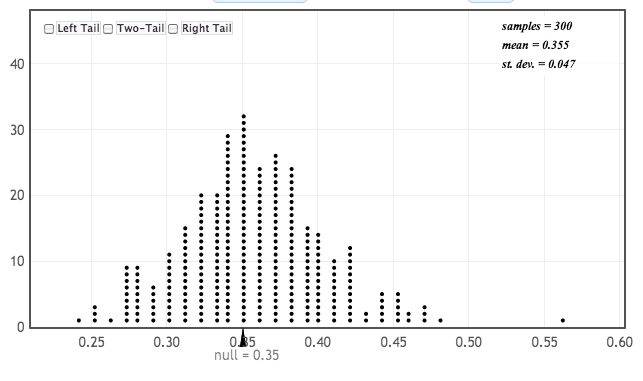 Left Tail Two-Tail Right Tail
samples = 300
mean = 0.355
st. dev. = 0.047
40
30
20
10
0
0.25 0.30 0.35 0.40 0.45 0.50 0.55 0.60
null = 0.35